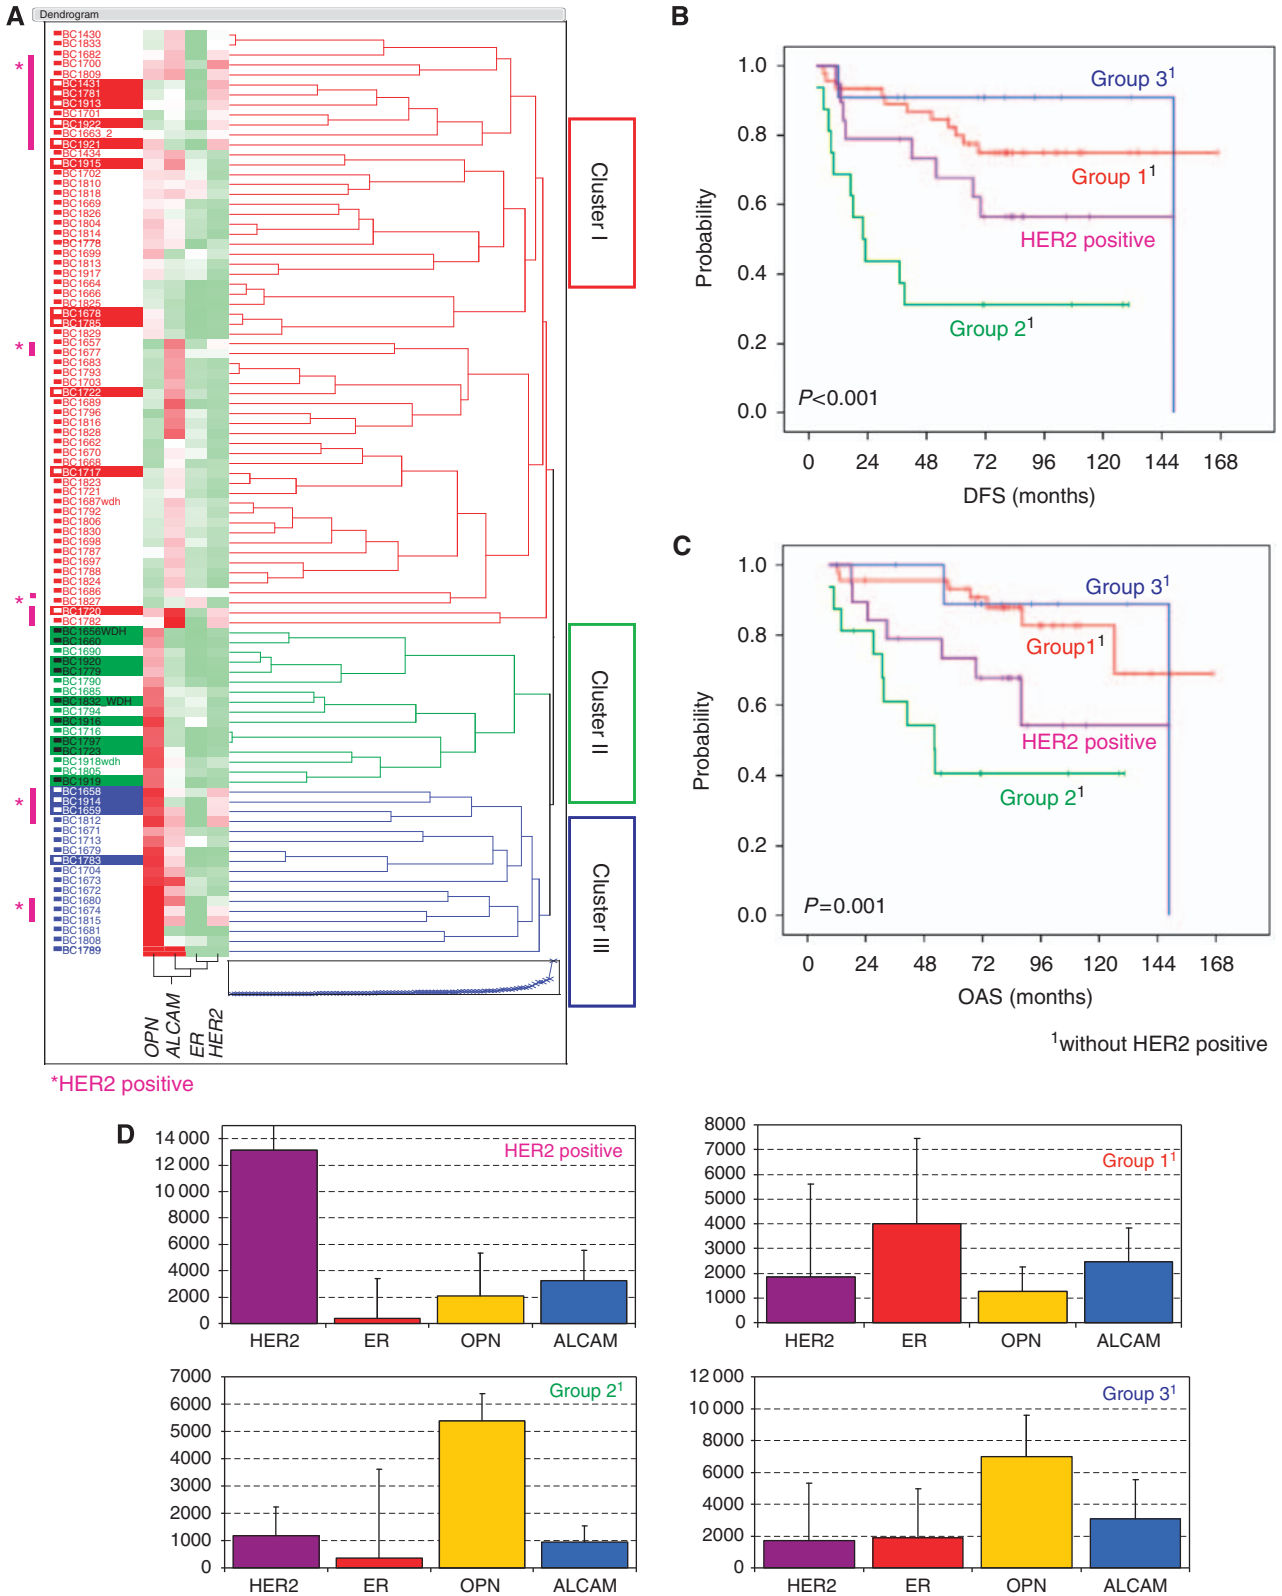 A
Dendrogram
BC1430
BC1833
BC1682
*
BC1700
BC1809
BC1431
BC1781
BC1913
BC1701
BC1922
BC1663_2
BC1921
BC1434
BC1915
BC1702
BC1810
BC1818
BC1669
BC1826
BC1804
BC1814
BC1778
BC1699
BC1813
BC1917
BC1664
BC1666
BC1825
BC1678
BC1785
BC1829
*
BC1657
BC1677
BC1683
BC1793
BC1703
BC1722
BC1689
BC1796
BC1816
BC1828
BC1662
BC1670
BC1668
BC1717
BC1823
BC1721
BC1687wdh
BC1792
BC1806
BC1830
BC1698
BC1787
BC1697
BC1788
BC1824
BC1686
*
BC1827
BC1720
BC1782
BC1656WDH
BC1660
BC1690
BC1920
BC1779
BC1790
BC1685
BC1832_WDH
BC1794
BC1916
BC1716
BC1797
BC1723
BC1918wdh
BC1805
BC1919
BC1658
*
BC1914
BC1659
BC1812
BC1671
BC1713
BC1679
BC1783
BC1704
BC1673
BC1672
BC1680
*
BC1674
BC1815
BC1681
BC1808
BC1789
Cluster I
Cluster II
Cluster III
OPN
ALCAM
ER
HER2
*HER2 positive
B
Probability
1.0
0.8
0.6
0.4
0.2
0.0
Group 3¹
Group 1¹
HER2 positive
Group 2¹
P<0.001
0 24 48 72 96 120 144 168
DFS (months)
C
Probability
1.0
0.8
0.6
0.4
0.2
0.0
Group 3¹
Group1¹
HER2 positive
Group 2¹
P=0.001
0 24 48 72 96 120 144 168
OAS (months)
¹without HER2 positive
D
14 000
12 000
10 000
8000
6000
4000
2000
0
HER2 positive
HER2 ER OPN ALCAM
8000
7000
6000
5000
4000
3000
2000
1000
0
Group 1¹
HER2 ER OPN ALCAM
7000
6000
5000
4000
3000
2000
1000
0
Group 2¹
HER2 ER OPN ALCAM
12 000
10 000
8000
6000
4000
2000
0
Group 3¹
HER2 ER OPN ALCAM